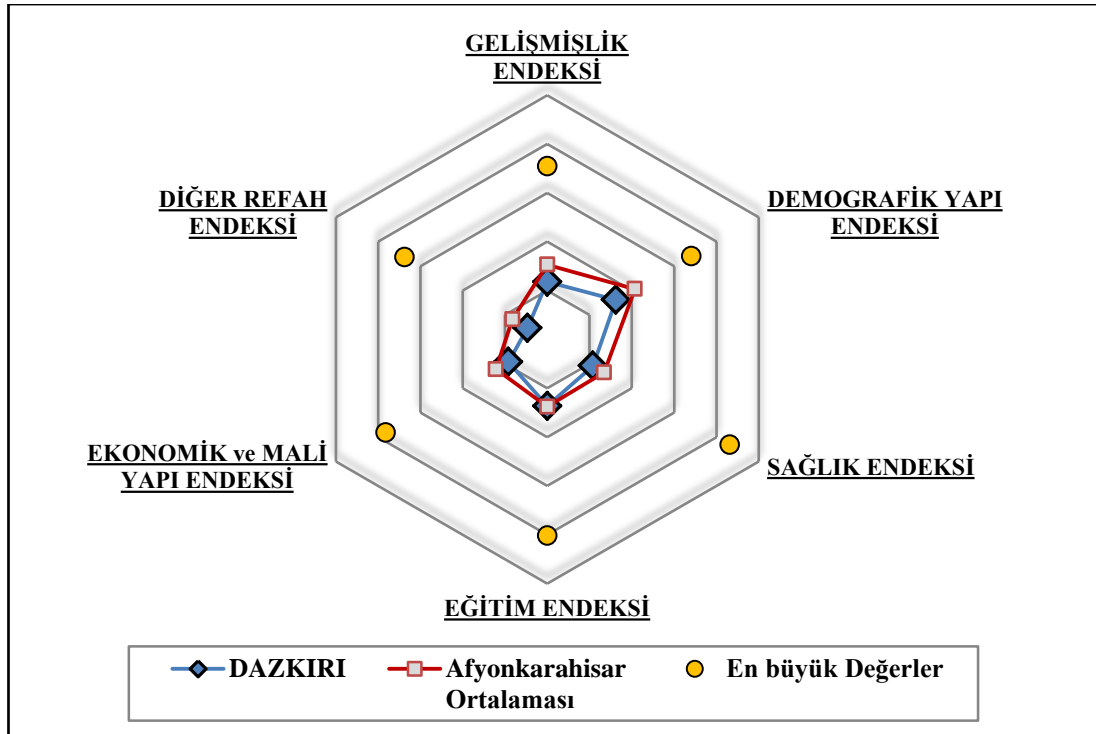 GELİŞMİŞLİK
ENDEKSİ
DİĞER REFAH
ENDEKSİ
DEMOGRAFİK YAPI
ENDEKSİ
EKONOMİK ve MALİ
YAPI ENDEKSİ
SAĞLIK ENDEKSİ
EĞİTİM ENDEKSİ
DAZKIRI
Afyonkarahisar
Ortalaması
En büyük Değerler